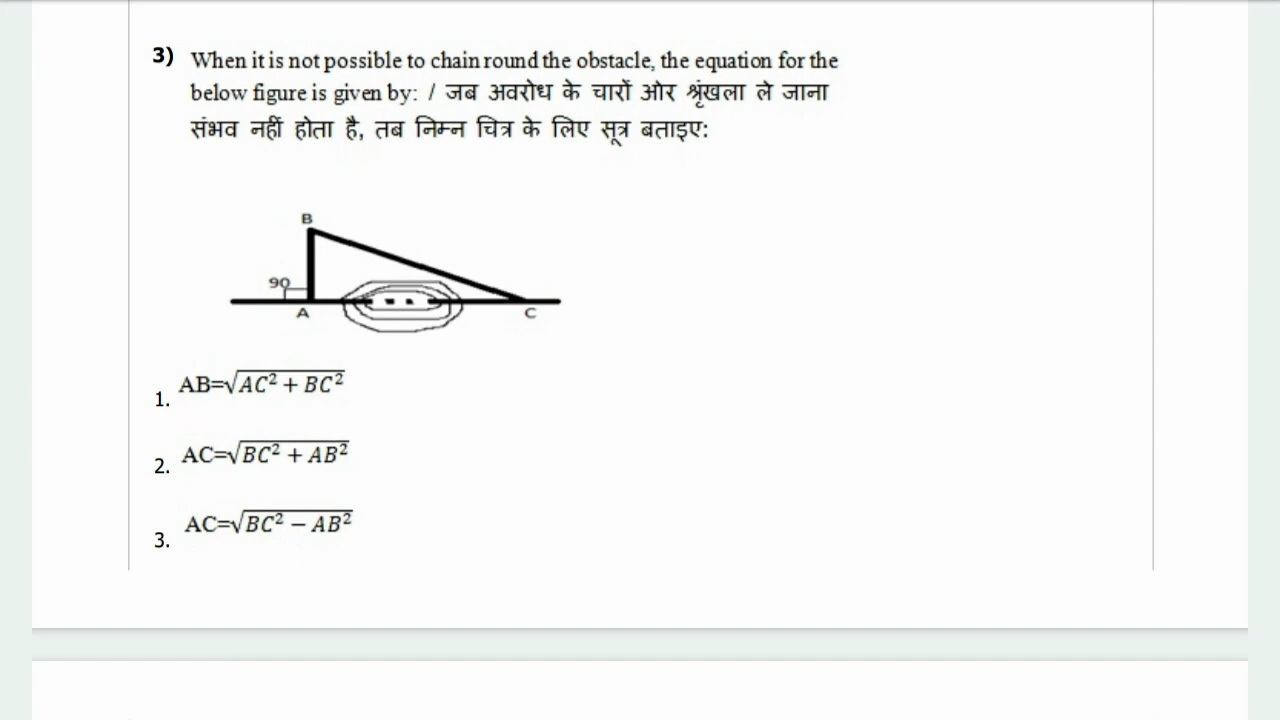 3) When it is not possible to chain round the obstacle, the equation for the
below figure is given by: / जब अवरोध के चारों ओर श्रृंखला ले जाना
संभव नहीं होता है, तब निम्न चित्र के लिए सूत्र बताइए:
B
90
A C
1. AB=√AC² + BC²
2. AC=√BC² + AB²
3. AC=√BC² − AB²